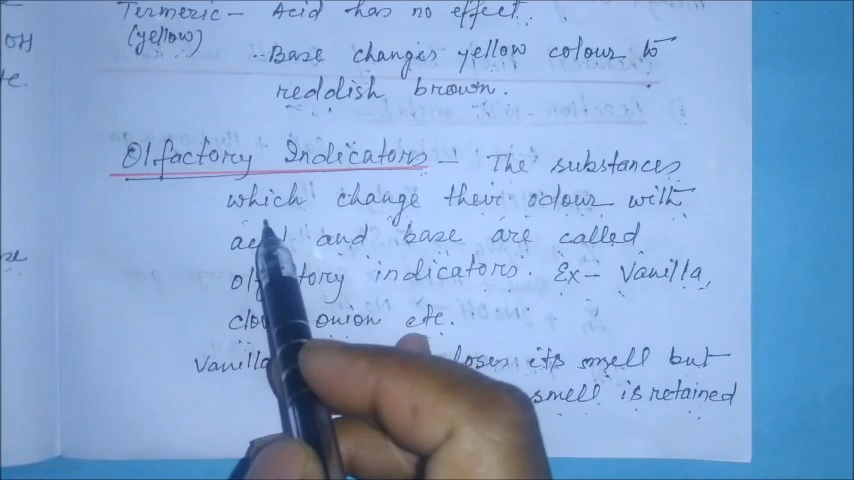 Termeric - Acid has no effect.
(yellow)
- Base changes yellow colour to
reddish brown.
Olfactory Indicators - The substances
which change their odour with
and base are called
indicators. Ex- Vanilla,
onion etc.
Vanilla loses its smell but
smell is retained